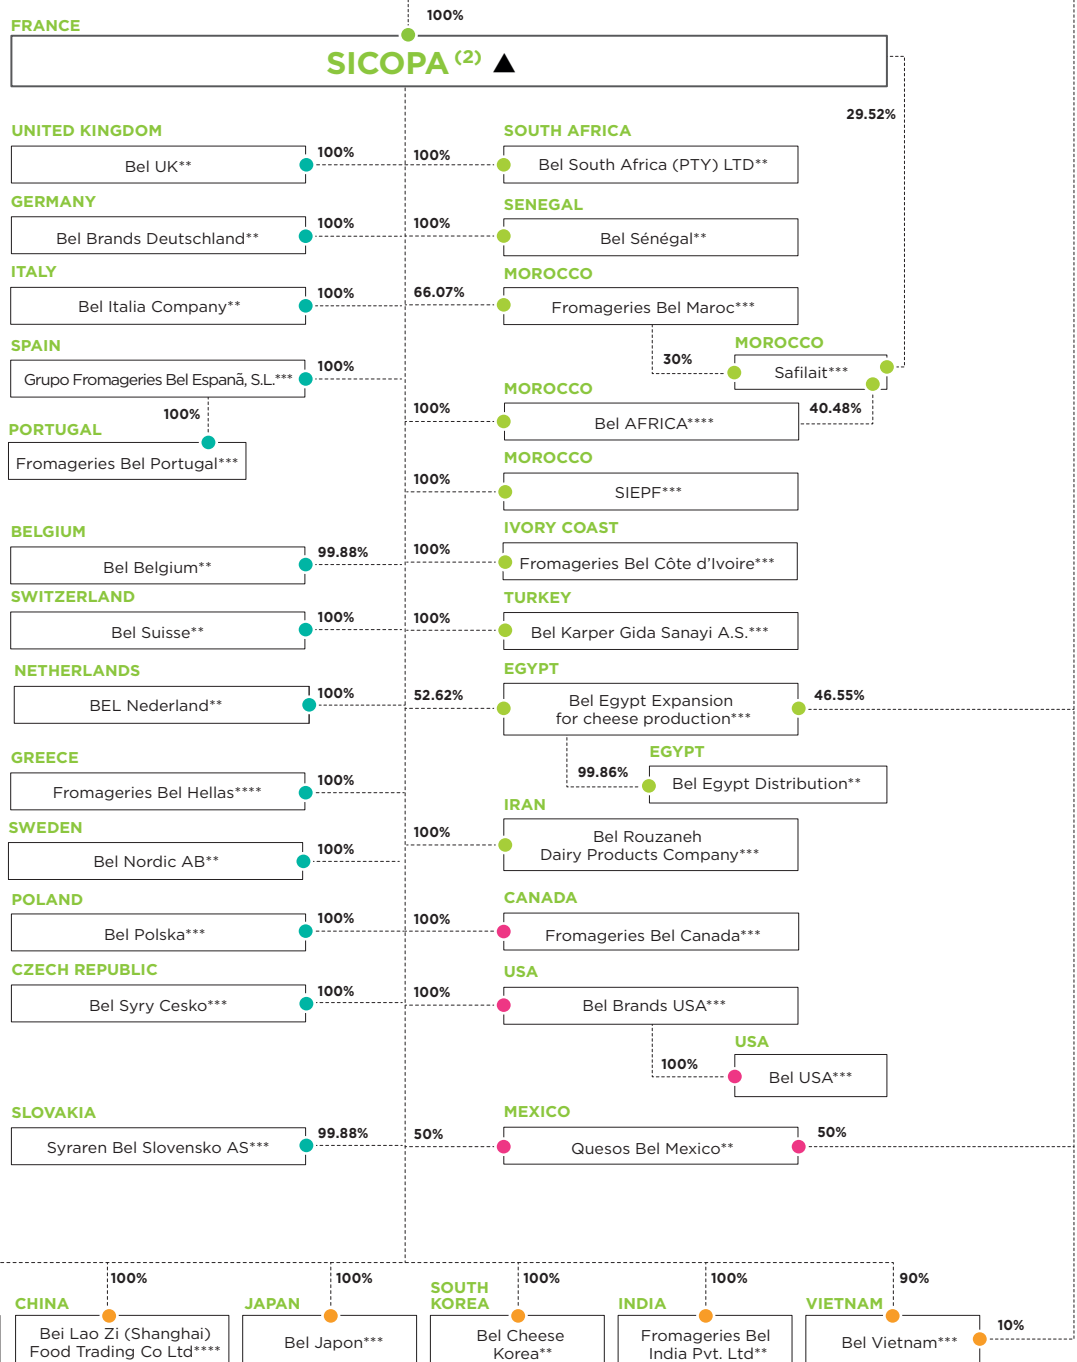 100%
FRANCE
SICOPA (2) ▲
29.52%
UNITED KINGDOM
Bel UK**
100%
100%
SOUTH AFRICA
Bel South Africa (PTY) LTD**
GERMANY
Bel Brands Deutschland**
100%
100%
SENEGAL
Bel Sénégal**
ITALY
Bel Italia Company**
100%
66.07%
MOROCCO
Fromageries Bel Maroc***
30%
MOROCCO
Safilait***
SPAIN
Grupo Fromageries Bel Espanã, S.L.***
100%
100%
PORTUGAL
Fromageries Bel Portugal***
MOROCCO
100%
Bel AFRICA****
40.48%
MOROCCO
100%
SIEPF***
BELGIUM
Bel Belgium**
99.88%
100%
IVORY COAST
Fromageries Bel Côte d'Ivoire***
SWITZERLAND
Bel Suisse**
100%
100%
TURKEY
Bel Karper Gida Sanayi A.S.***
NETHERLANDS
BEL Nederland**
100%
52.62%
EGYPT
Bel Egypt Expansion
for cheese production***
46.55%
99.86%
EGYPT
Bel Egypt Distribution**
GREECE
Fromageries Bel Hellas****
100%
SWEDEN
Bel Nordic AB**
100%
IRAN
100%
Bel Rouzaneh
Dairy Products Company***
POLAND
Bel Polska***
100%
100%
CANADA
Fromageries Bel Canada***
CZECH REPUBLIC
Bel Syry Cesko***
100%
100%
USA
Bel Brands USA***
100%
USA
Bel USA***
SLOVAKIA
Syraren Bel Slovensko AS***
99.88%
50%
MEXICO
Quesos Bel Mexico**
50%
100%
CHINA
Bei Lao Zi (Shanghai)
Food Trading Co Ltd****
100%
JAPAN
Bel Japon***
100%
SOUTH
KOREA
Bel Cheese
Korea**
100%
INDIA
Fromageries Bel
India Pvt. Ltd**
90%
VIETNAM
Bel Vietnam***
10%